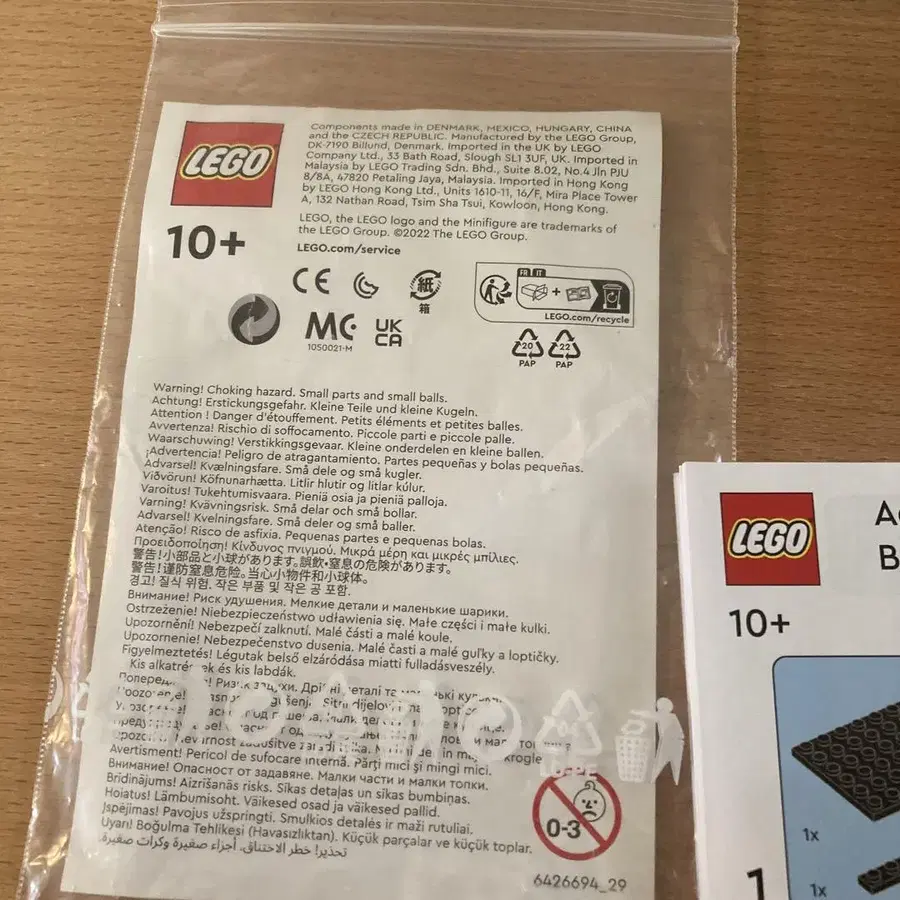 LEGO
Components made in DENMARK, MEXICO, HUNGARY, CHINA
and the CZECH REPUBLIC. Manufactured by the LEGO Group,
DK-7190 Billund, Denmark. Imported in the UK by LEGO
Company Ltd., 33 Bath Road, Slough SL1 3UF, UK. Imported in
Malaysia by LEGO Trading Sdn. Bhd., Suite 8.02, No.4 Jln PJU
8/8A, 47820 Petaling Jaya, Malaysia. Imported in Hong Kong
by LEGO Hong Kong Ltd., Units 1610-11, 16/F, Mira Place Tower
A, 132 Nathan Road, Tsim Sha Tsui, Kowloon, Hong Kong.
LEGO, the LEGO logo and the Minifigure are trademarks of
the LEGO Group. ©2022 The LEGO Group.
LEGO.com/service
10+
CE
紙
箱
FR IT
LEGO.com/recycle
1050021-M
UK
CA
20
PAP
22
PAP
Warning! Choking hazard. Small parts and small balls.
Achtung! Erstickungsgefahr. Kleine Teile und kleine Kugeln.
Attention ! Danger d'étouffement. Petits éléments et petites balles.
Avvertenza! Rischio di soffocamento. Piccole parti e piccole palle.
Waarschuwing! Verstikkingsgevaar. Kleine onderdelen en kleine ballen.
¡Advertencia! Peligro de atragantamiento. Partes pequeñas y bolas pequeñas.
Advarsel! Kvælningsfare. Små dele og små kugler.
Viðvörun! Köfnunarhætta. Litlir hlutir og litlar kúlur.
Varoitus! Tukehtumisvaara. Pieniä osia ja pieniä palloja.
Varning! Kvävningsrisk. Små delar och små bollar.
Advarsel! Kvelningsfare. Små deler og små baller.
Atenção! Risco de asfixia. Pequenas partes e pequenas bolas.
Προειδοποίηση! Κίνδυνος πνιγμού. Μικρά μέρη και μικρές μπίλιες.
警告!小部品と小球があります。誤飲・窒息の危険があります。
警告!谨防窒息危险。当心小物件和小球体。
경고! 질식 위험. 작은 부품 및 작은 공 포함.
Внимание! Риск удушения. Мелкие детали и маленькие шарики.
Ostrzeżenie! Niebezpieczeństwo udławienia się. Małe części i małe kulki.
Upozornění! Nebezpečí zalknutí. Malé části a malé koule.
Upozornenie! Nebezpečenstvo dusenia. Malé časti a malé guľky a loptičky.
Figyelmeztetés! Légutak belső elzáródása miatti fulladásveszély.
Kis alkatrészek és kis labdák.
Avertisment! Pericol de sufocare internă. Părți mici și mingi mici.
Внимание! Опасност от задавяне. Малки части и малки топки.
Brīdinājums! Aizrīšanās risks. Sīkas detaļas un sīkas bumbiņas.
Hoiatus! Lämbumisoht. Väikesed osad ja väikesed pallid.
Įspėjimas! Pavojus užspringti. Smulkios detalės ir maži rutuliai.
Uyarı! Boğulma Tehlikesi (Havasızlıktan). Küçük parçalar ve küçük toplar.
تحذير! خطر الاختناق. أجزاء صغيرة وكرات صغيرة.
0-3
6426694_29
LEGO
10+
1x
1
1x